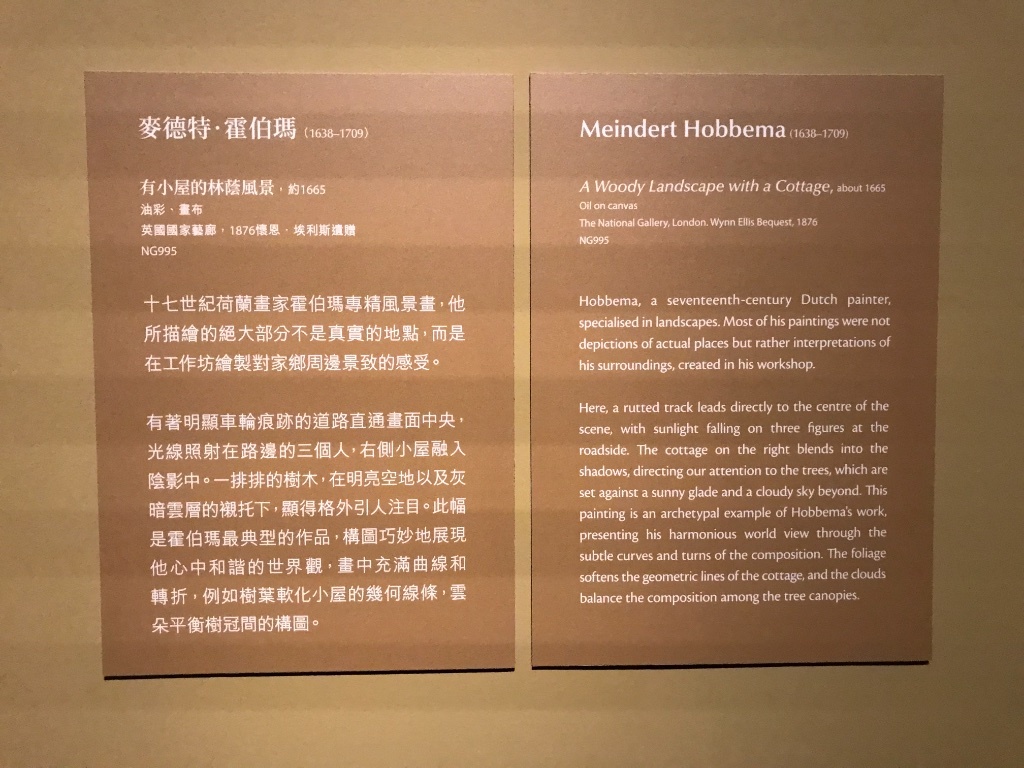 麥德特·霍伯瑪（1638–1709）
有小屋的林蔭風景，約1665
油彩、畫布
英國國家藝廊，1876懷恩．埃利斯遺贈
NG995
十七世紀荷蘭畫家霍伯瑪專精風景畫，他
所描繪的絕大部分不是真實的地點，而是
在工作坊繪製對家鄉周邊景致的感受。
有著明顯車輪痕跡的道路直通畫面中央，
光線照射在路邊的三個人，右側小屋融入
陰影中。一排排的樹木，在明亮空地以及灰
暗雲層的襯托下，顯得格外引人注目。此幅
是霍伯瑪最典型的作品，構圖巧妙地展現
他心中和諧的世界觀，畫中充滿曲線和
轉折，例如樹葉軟化小屋的幾何線條，雲
朵平衡樹冠間的構圖。
Meindert Hobbema (1638–1709)
A Woody Landscape with a Cottage, about 1665
Oil on canvas
The National Gallery, London. Wynn Ellis Bequest, 1876
NG995
Hobbema, a seventeenth-century Dutch painter,
specialised in landscapes. Most of his paintings were not
depictions of actual places but rather interpretations of
his surroundings, created in his workshop.
Here, a rutted track leads directly to the centre of the
scene, with sunlight falling on three figures at the
roadside. The cottage on the right blends into the
shadows, directing our attention to the trees, which are
set against a sunny glade and a cloudy sky beyond. This
painting is an archetypal example of Hobbema's work,
presenting his harmonious world view through the
subtle curves and turns of the composition. The foliage
softens the geometric lines of the cottage, and the clouds
balance the composition among the tree canopies.